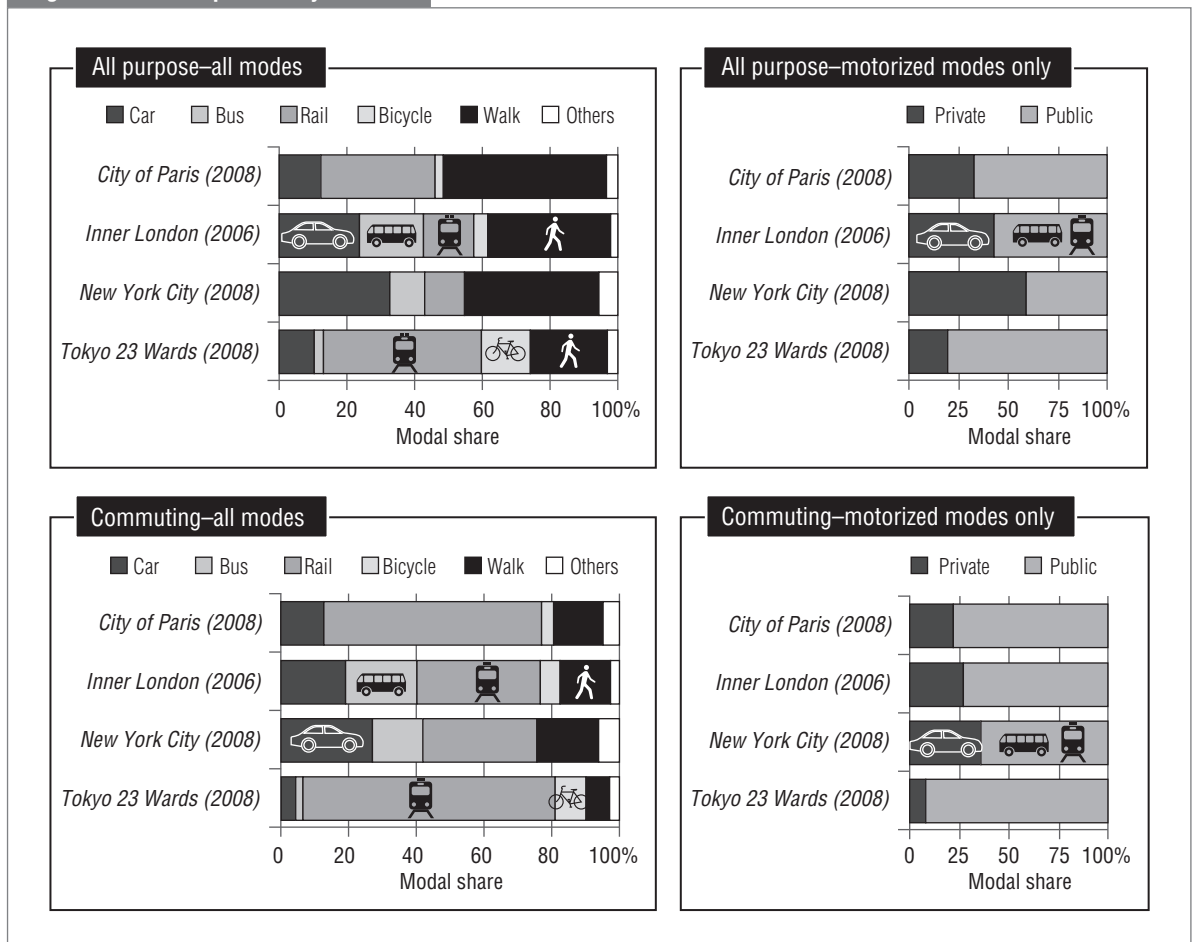 All purpose–all modes
Car Bus Rail Bicycle Walk Others
City of Paris (2008)
Inner London (2006)
New York City (2008)
Tokyo 23 Wards (2008)
0 20 40 60 80 100%
Modal share
All purpose–motorized modes only
Private Public
City of Paris (2008)
Inner London (2006)
New York City (2008)
Tokyo 23 Wards (2008)
0 25 50 75 100%
Modal share
Commuting–all modes
Car Bus Rail Bicycle Walk Others
City of Paris (2008)
Inner London (2006)
New York City (2008)
Tokyo 23 Wards (2008)
0 20 40 60 80 100%
Modal share
Commuting–motorized modes only
Private Public
City of Paris (2008)
Inner London (2006)
New York City (2008)
Tokyo 23 Wards (2008)
0 25 50 75 100%
Modal share